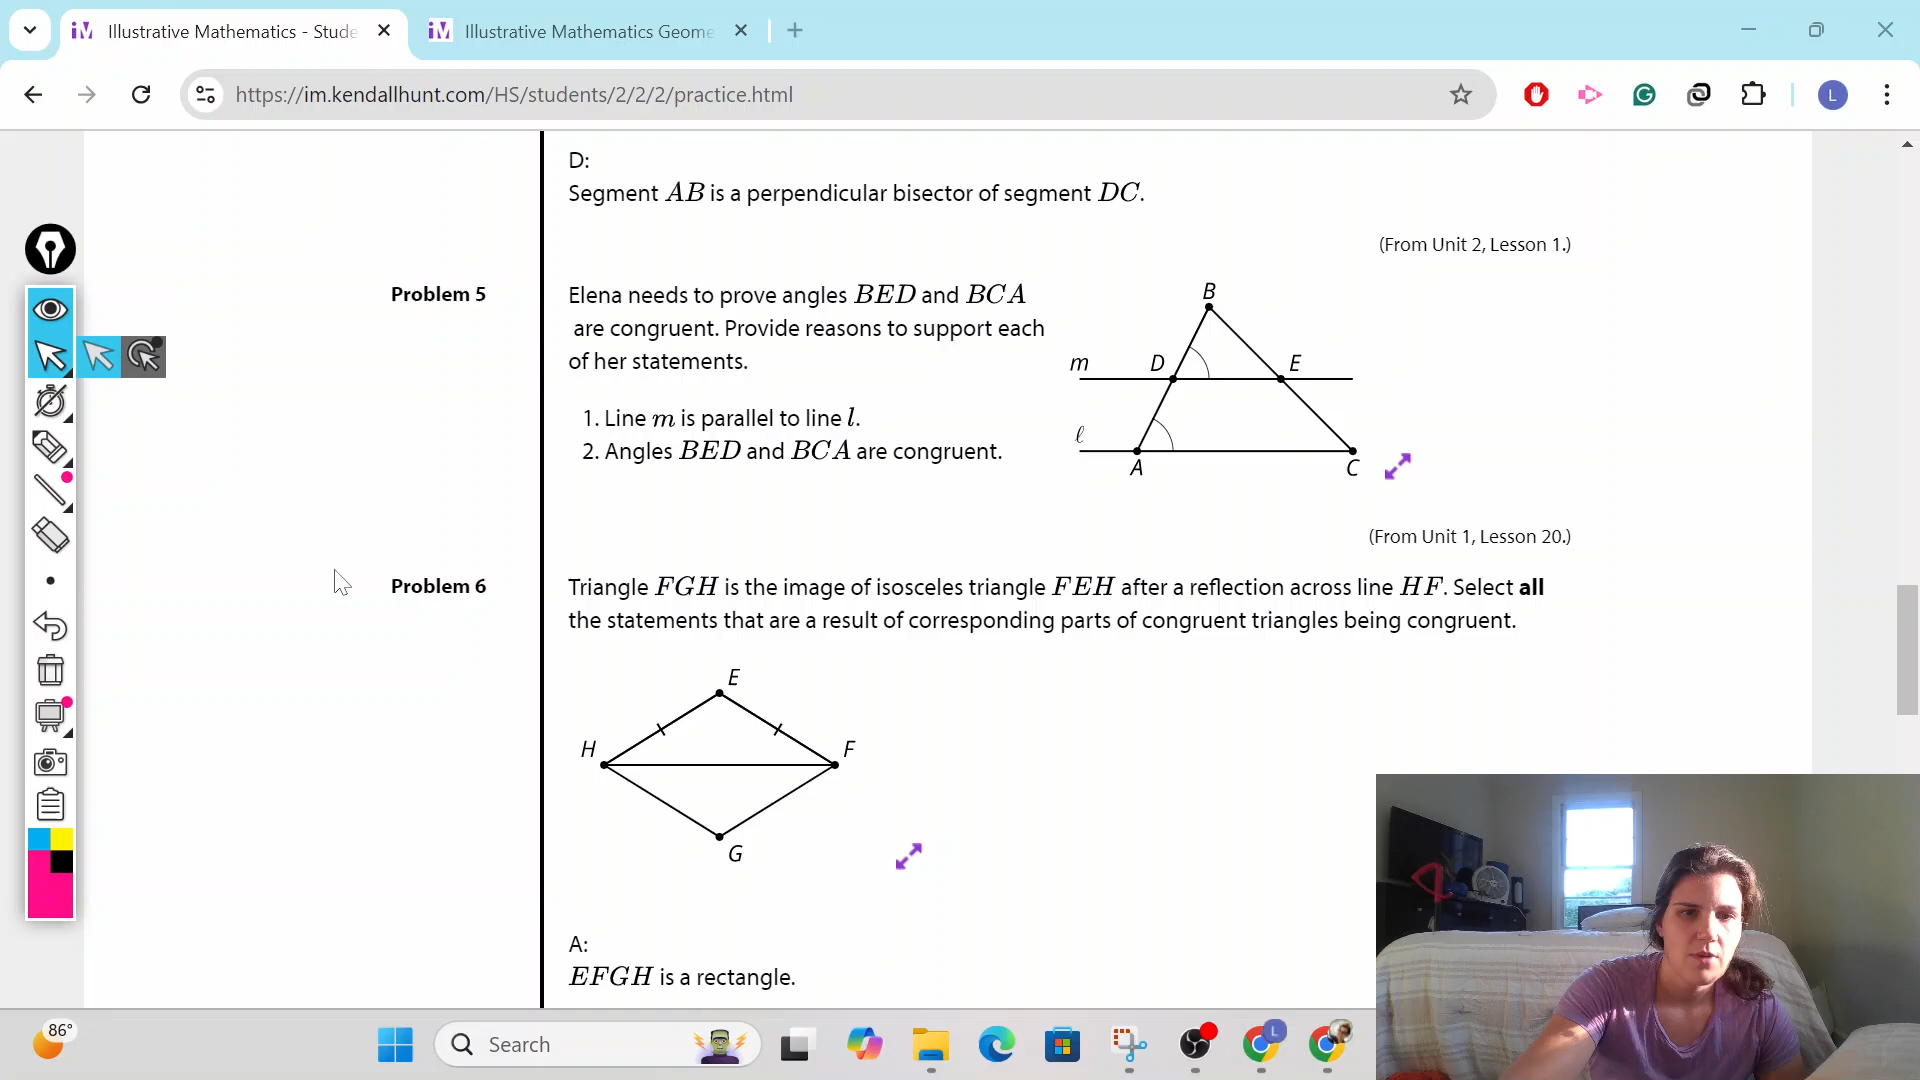 Illustrative Mathematics - Stude
Illustrative Mathematics Geome
https://im.kendallhunt.com/HS/students/2/2/2/practice.html
L
D:
Segment AB is a perpendicular bisector of segment DC.
(From Unit 2, Lesson 1.)
Problem 5
Elena needs to prove angles BED and BCA
are congruent. Provide reasons to support each
of her statements.
1. Line m is parallel to line l.
2. Angles BED and BCA are congruent.
B
m
D
E
ℓ
A
C
(From Unit 1, Lesson 20.)
Problem 6
Triangle FGH is the image of isosceles triangle FEH after a reflection across line HF. Select all
the statements that are a result of corresponding parts of congruent triangles being congruent.
E
H
F
G
A:
EFGH is a rectangle.
86°
Search
L